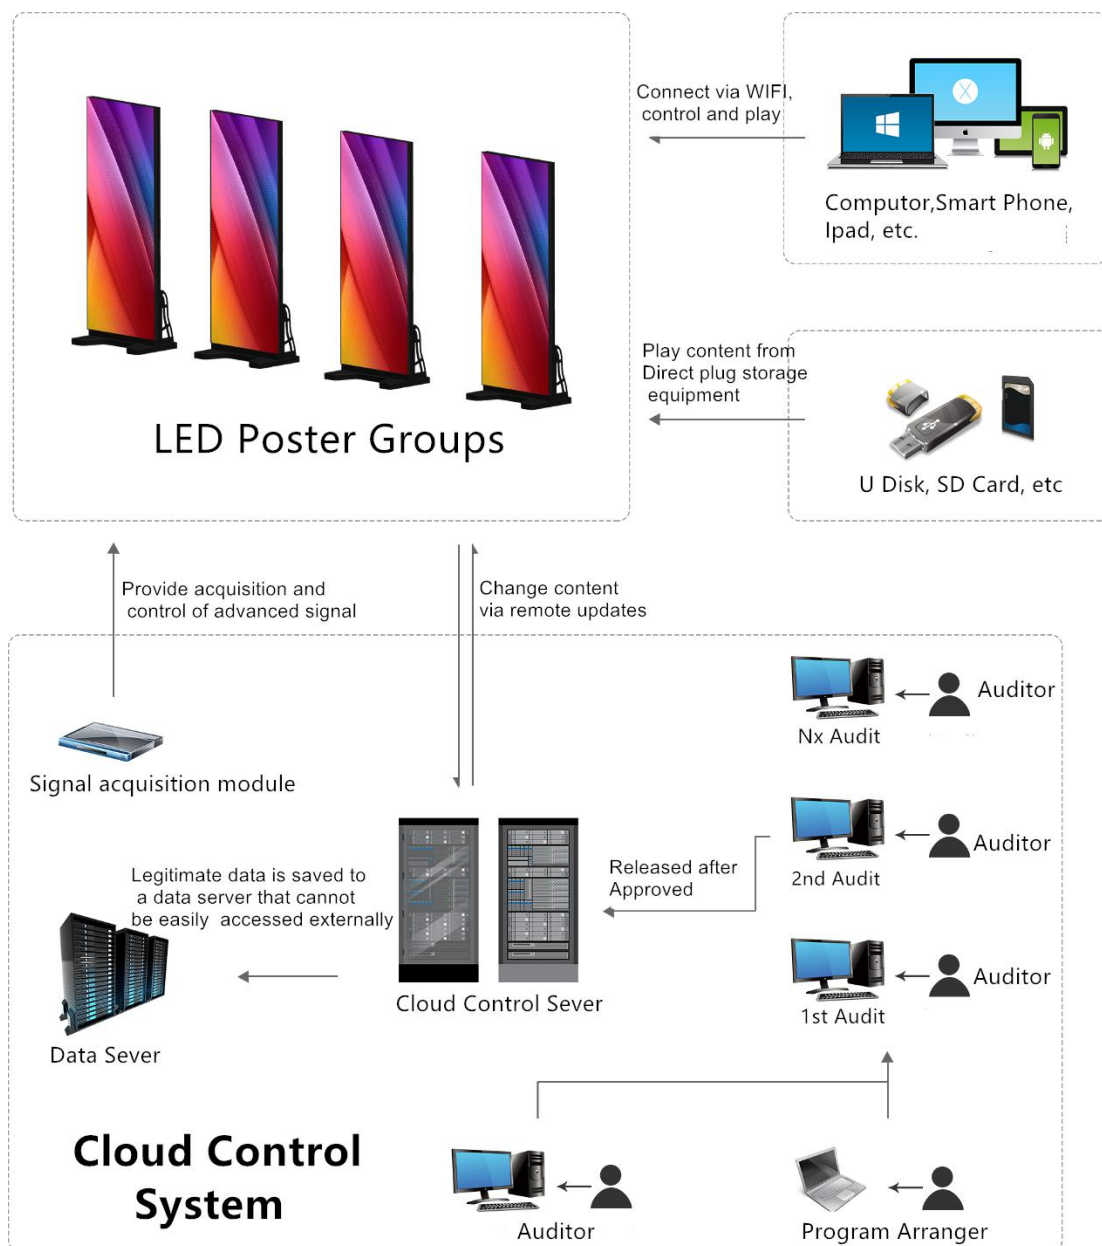 Connect via WIFI,
control and play
Computor,Smart Phone,
Ipad, etc.
LED Poster Groups
Play content from
Direct plug storage
equipment
U Disk, SD Card, etc
Provide acquisition and
control of advanced signal
Change content
via remote updates
Signal acquisition module
Auditor
Nx Audit
Auditor
2nd Audit
Released after
Approved
Legitimate data is saved to
a data server that cannot
be easily accessed externally
Cloud Control Sever
Data Sever
Auditor
1st Audit
Cloud Control
System
Auditor
Program Arranger